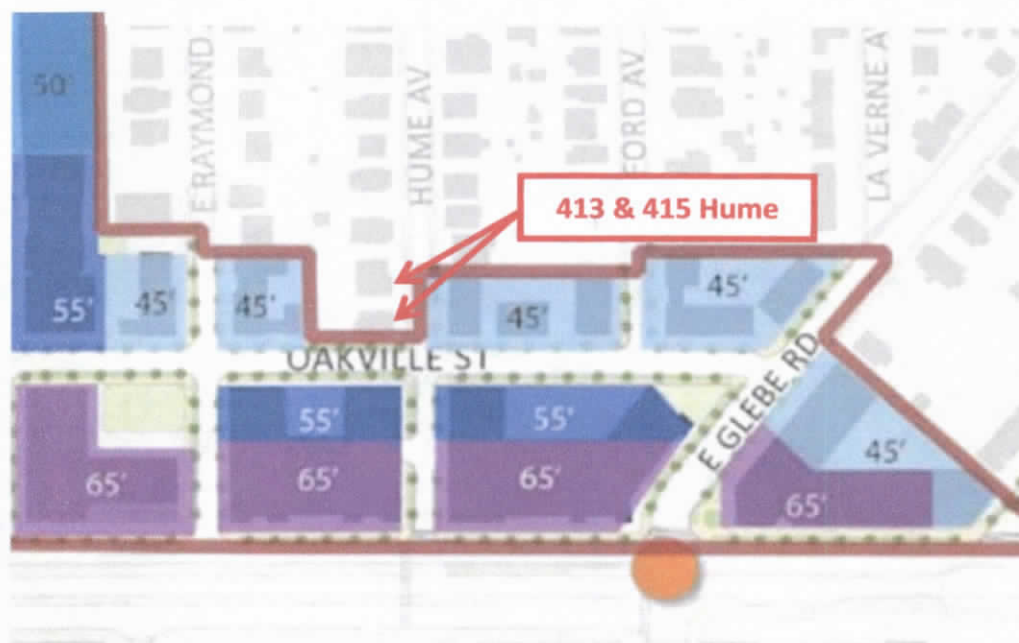 50'
E RAYMOND
HUME AV
FORD AV
LA VERNE A
413 & 415 Hume
55'
45'
45'
45'
45'
OAKVILLE ST
55'
55'
E GLEBE RD
45'
65'
65'
65'
65'